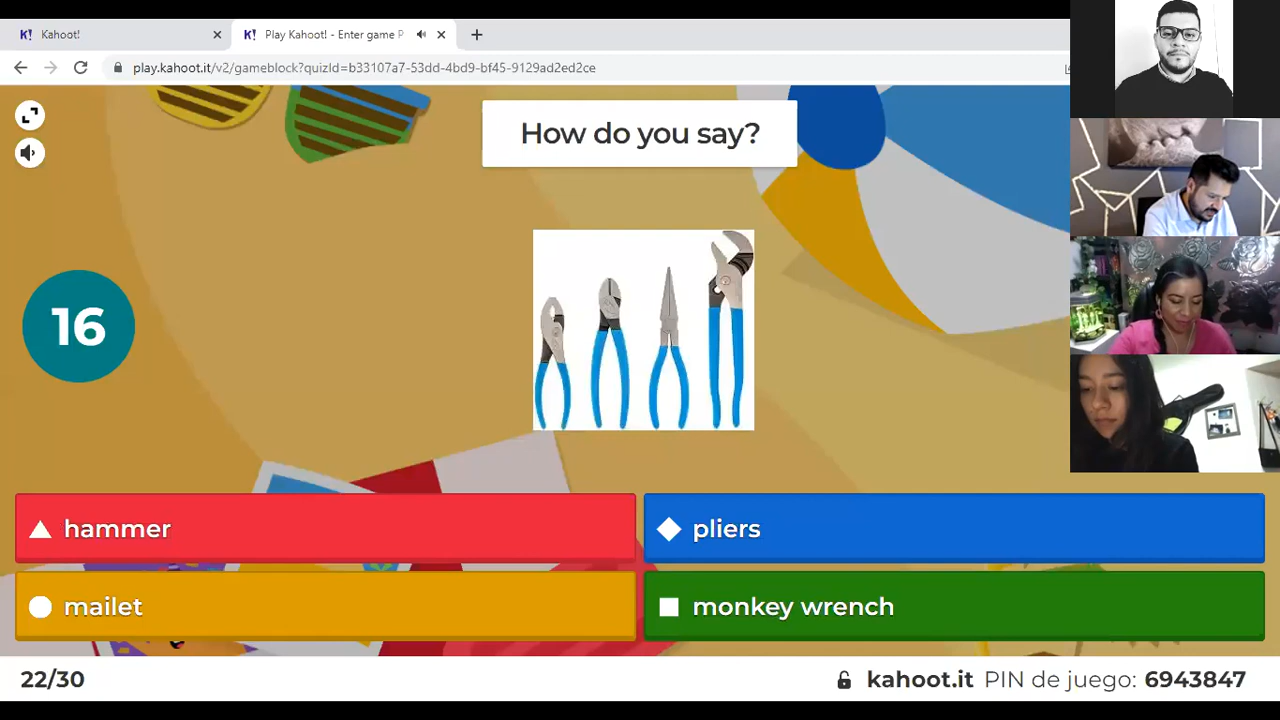 K! Kahoot!
K! Play Kahoot! - Enter game P
play.kahoot.it/v2/gameblock?quizId=b33107a7-53dd-4bd9-bf45-9129ad2ed2ce
How do you say?
16
hammer
pliers
mailet
monkey wrench
22/30
kahoot.it PIN de juego: 6943847